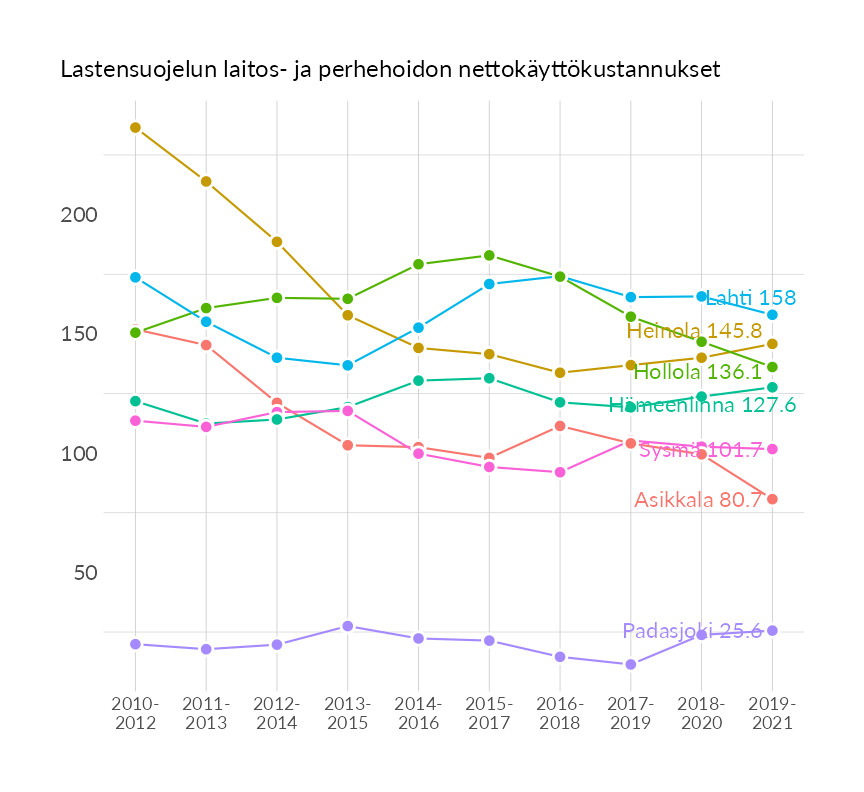 Lastensuojelun laitos- ja perhehoidon nettokäyttökustannukset
200
150
100
50
Lahti 158
Heinola 145.8
Hollola 136.1
Hämeenlinna 127.6
Sysmä 101.7
Asikkala 80.7
Padasjoki 25.6
2010- 2011- 2012- 2013- 2014- 2015- 2016- 2017- 2018- 2019-
2012 2013 2014 2015 2016 2017 2018 2019 2020 2021